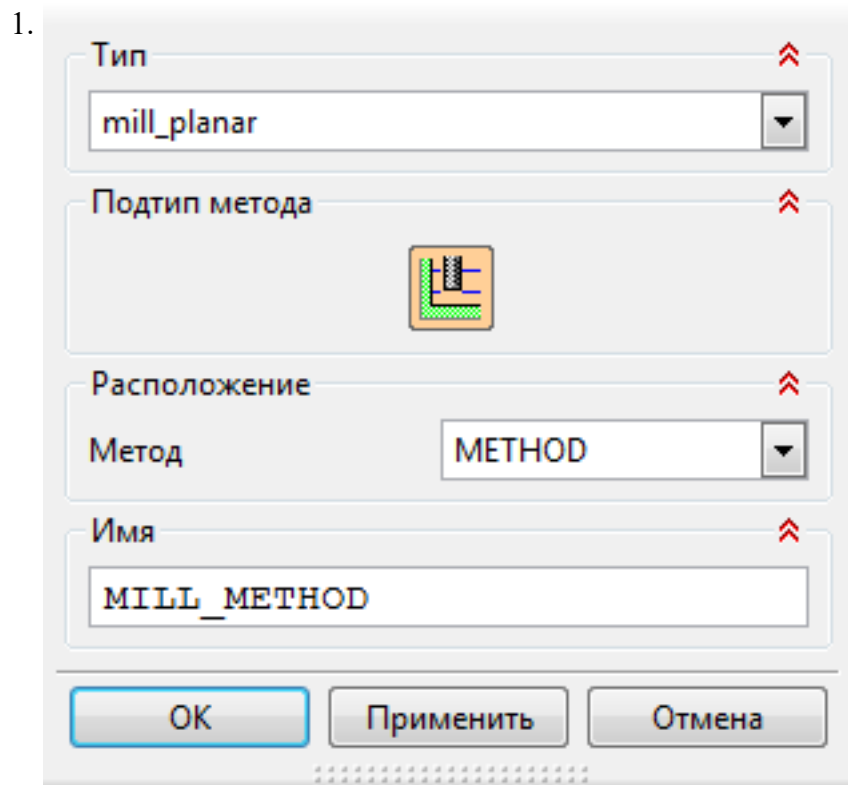 1.
Тип
mill_planar
Подтип метода
Расположение
Метод METHOD
Имя
MILL_METHOD
OK Применить Отмена